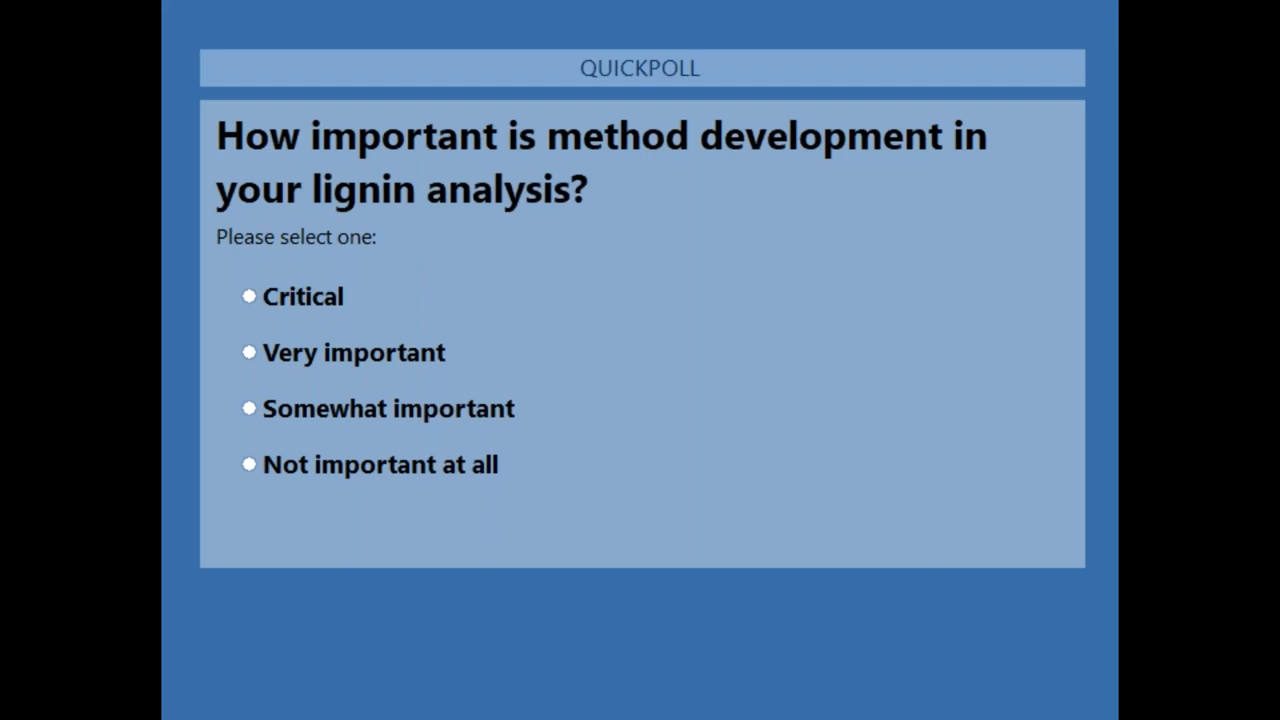 QUICKPOLL
How important is method development in
your lignin analysis?
Please select one:
Critical
Very important
Somewhat important
Not important at all